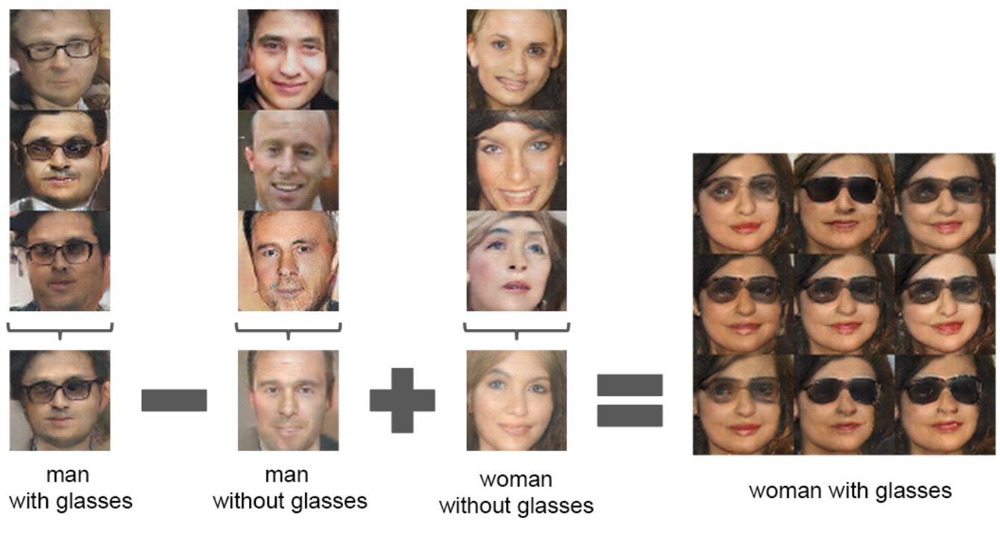 man
with glasses
man
without glasses
woman
without glasses
woman with glasses